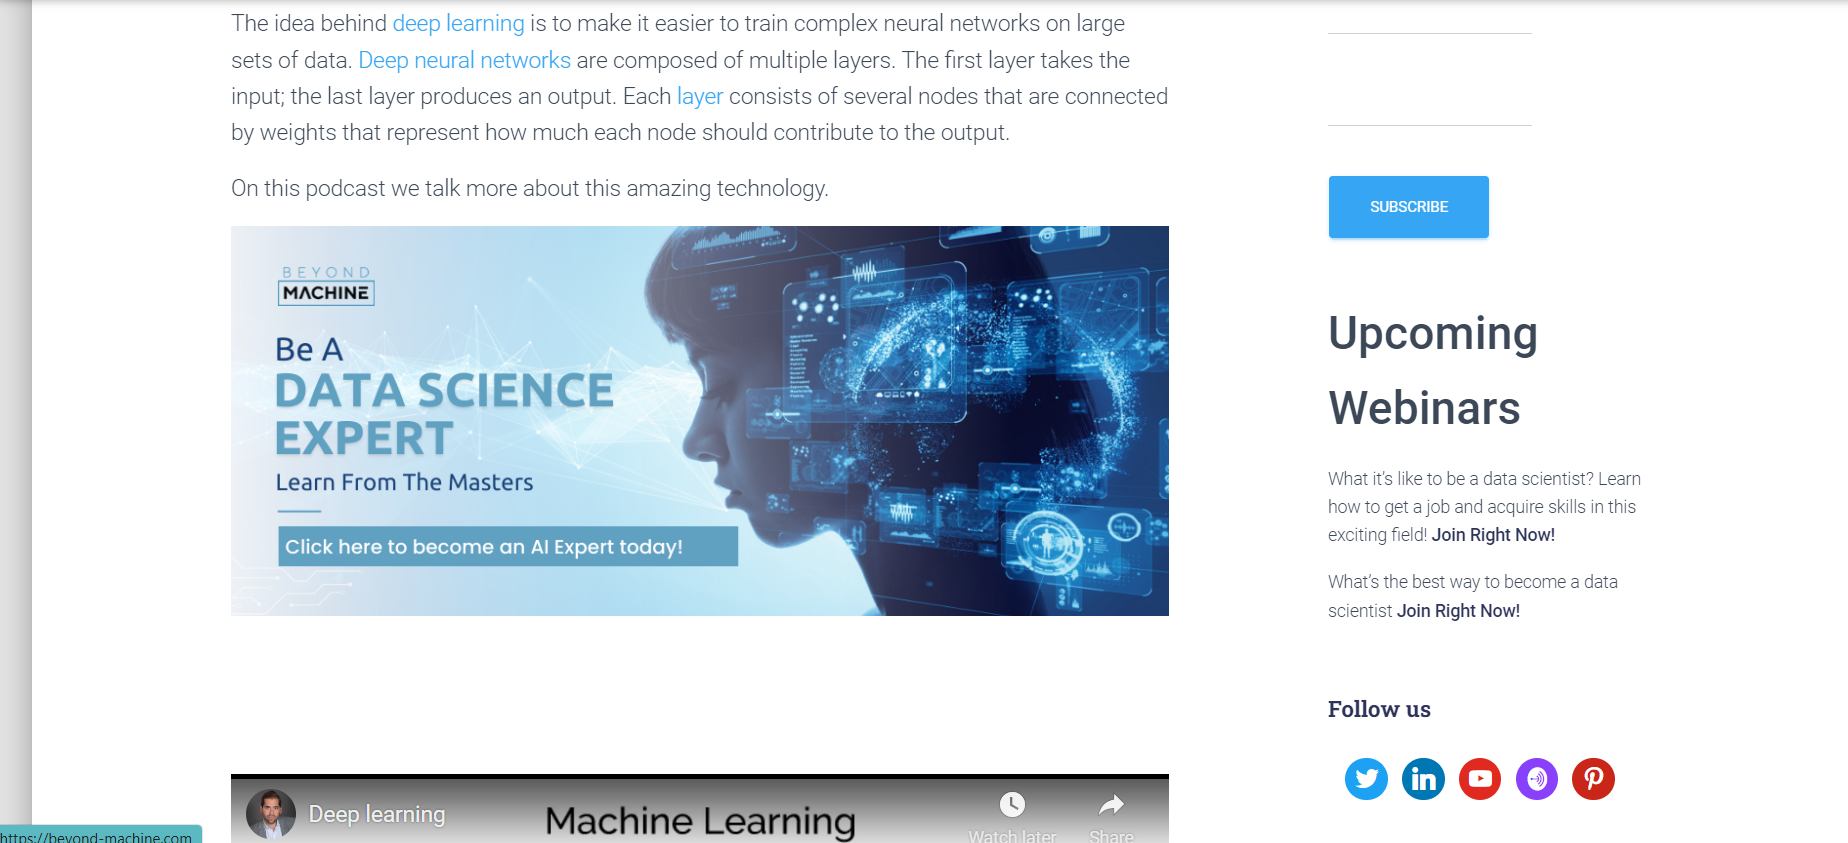 The idea behind deep learning is to make it easier to train complex neural networks on large
sets of data. Deep neural networks are composed of multiple layers. The first layer takes the
input; the last layer produces an output. Each layer consists of several nodes that are connected
by weights that represent how much each node should contribute to the output.
On this podcast we talk more about this amazing technology.
BEYOND
MACHINE
Be A
DATA SCIENCE
EXPERT
Learn From The Masters
Click here to become an AI Expert today!
Deep learning
Machine Learning
Watch later
Share
https://beyond-machine.com
SUBSCRIBE
Upcoming
Webinars
What it's like to be a data scientist? Learn
how to get a job and acquire skills in this
exciting field! Join Right Now!
What's the best way to become a data
scientist Join Right Now!
Follow us
in